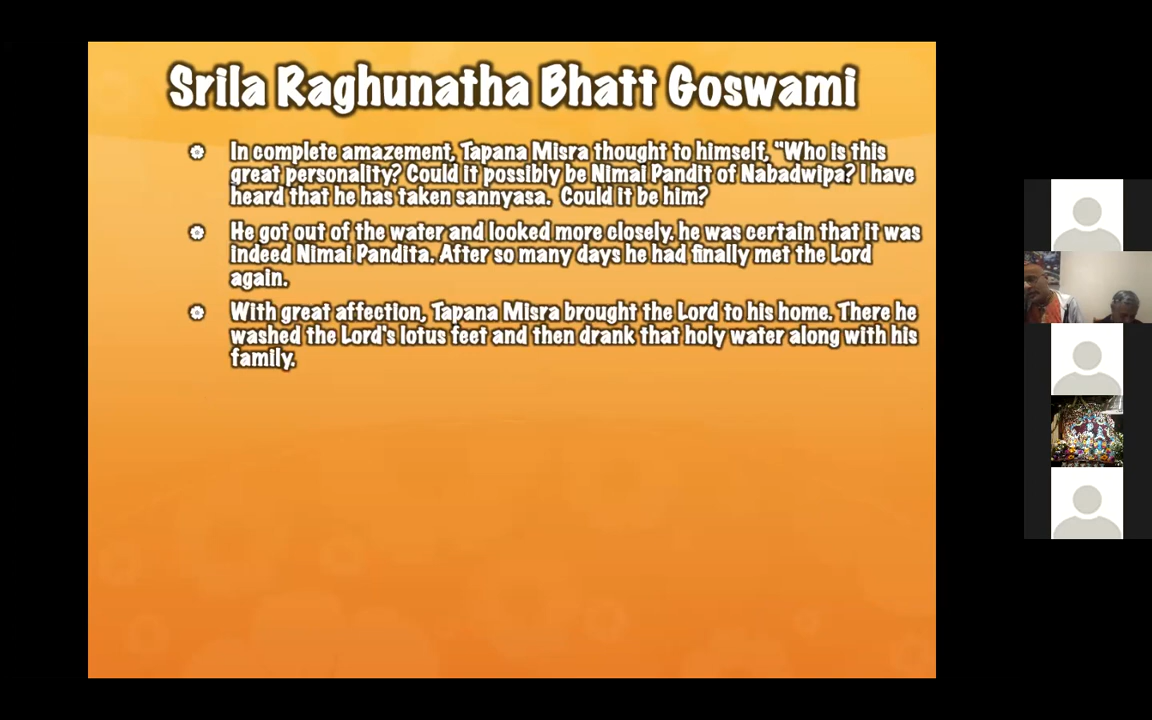 Srila Raghunatha Bhatt Goswami
In complete amazement, Tapana Misra thought to himself, "Who is this
great personality? Could it possibly be Nimai Pandit of Nabadwipa? I have
heard that he has taken sannyasa.  Could it be him?
He got out of the water and looked more closely, he was certain that it was
indeed Nimai Pandita. After so many days he had finally met the Lord
again.
With great affection, Tapana Misra brought the Lord to his home. There he
washed the Lord's lotus feet and then drank that holy water along with his
family.